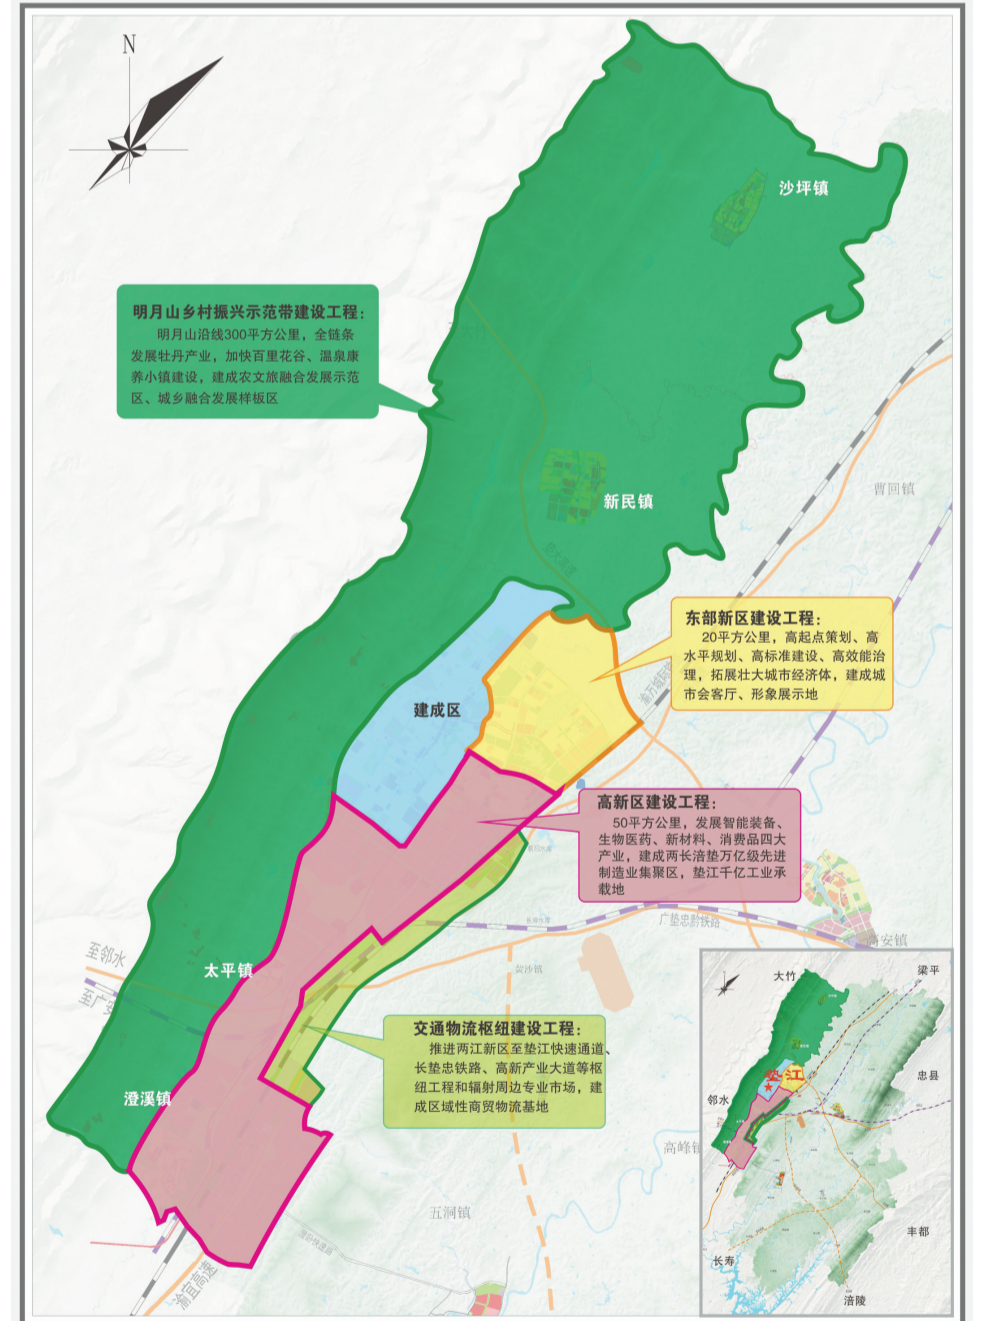 N
沙坪镇
明月山乡村振兴示范带建设工程：
明月山沿线300平方公里，全链条
发展牡丹产业，加快百里花谷、温泉康
养小镇建设，建成农文旅融合发展示范
区、城乡融合发展样板区
曹回镇
新民镇
东部新区建设工程：
20平方公里，高起点策划、高
水平规划、高标准建设、高效能治
理，拓展壮大城市经济体，建成城
市会客厅、形象展示地
建成区
高新区建设工程：
50平方公里，发展智能装备、
生物医药、新材料、消费品四大
产业，建成两长涪垫万亿级先进
制造业集聚区，垫江千亿工业承
载地
广垫忠黔铁路
高安镇
至邻水
太平镇
至广安
交通物流枢纽建设工程：
推进两江新区至垫江快速通道、
长垫忠铁路、高新产业大道等枢
纽工程和辐射周边专业市场，建
成区域性商贸物流基地
澄溪镇
高峰镇
五洞镇
渝宜高速
大竹
梁平
垫江
忠县
邻水
丰都
长寿
涪陵